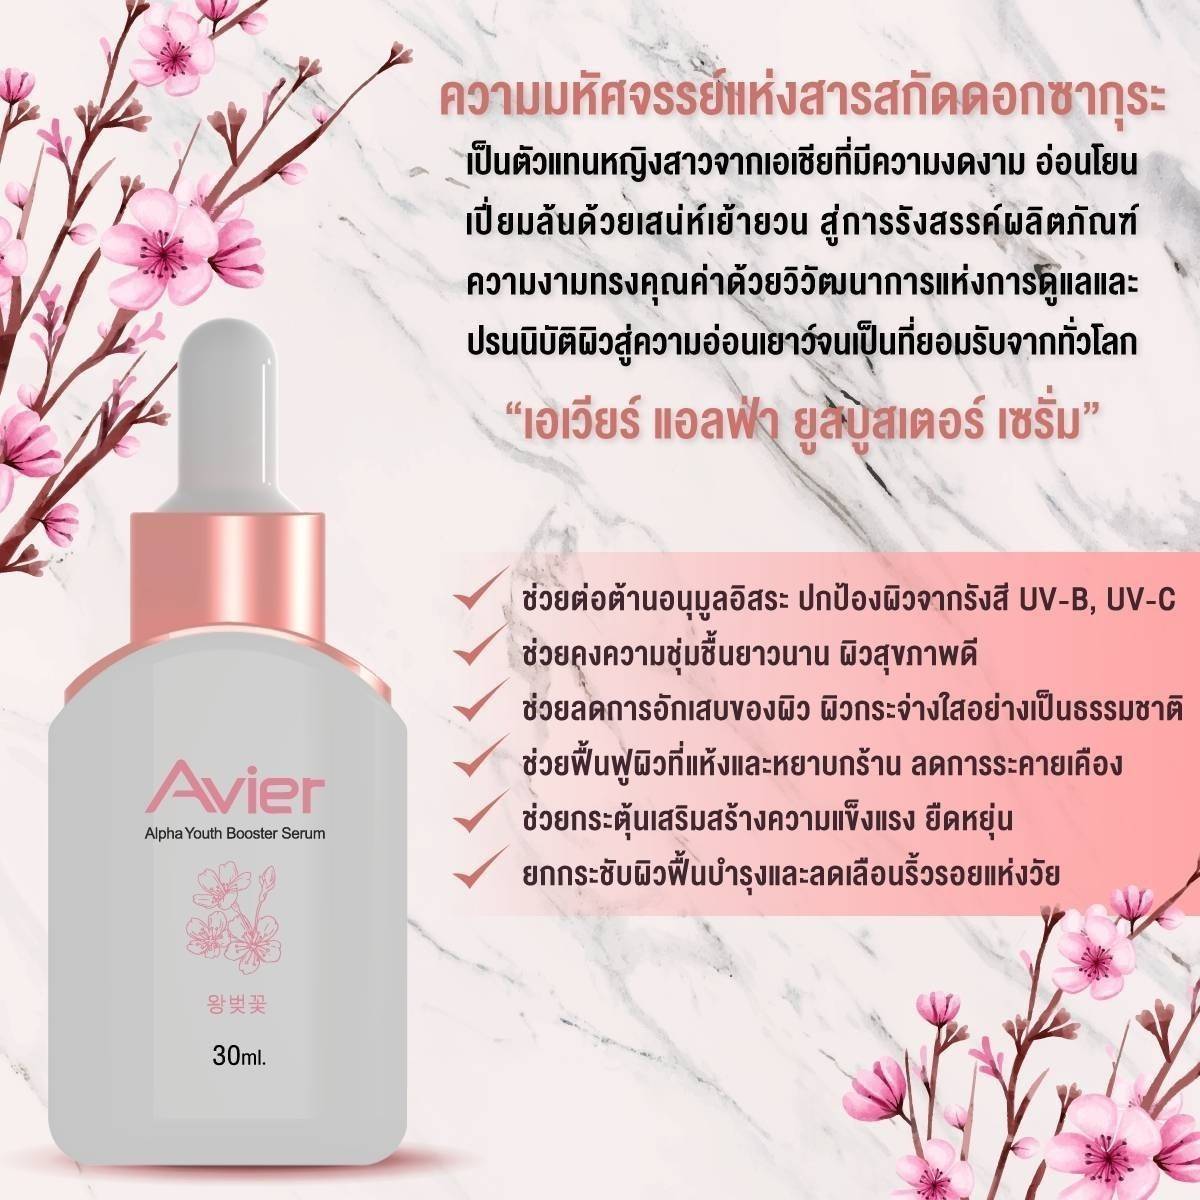 ความมหัศจรรย์แห่งสารสกัดดอกซากุระ
เป็นตัวแทนหญิงสาวจากเอเชียที่มีความงดงาม อ่อนโยน
เปี่ยมล้นด้วยเสน่ห์เย้ายวน สู่การรังสรรค์ผลิตภัณฑ์
ความงามทรงคุณค่าด้วยวิวัฒนาการแห่งการดูแลและ
ปรนนิบัติผิวสู่ความอ่อนเยาว์จนเป็นที่ยอมรับจากทั่วโลก
“เอเวียร์ แอลฟ่า ยูสบูสเตอร์ เซรั่ม”
ช่วยต่อต้านอนุมูลอิสระ ปกป้องผิวจากรังสี UV-B, UV-C
ช่วยคงความชุ่มชื้นยาวนาน ผิวสุขภาพดี
ช่วยลดการอักเสบของผิว ผิวกระจ่างใสอย่างเป็นธรรมชาติ
ช่วยฟื้นฟูผิวที่แห้งและหยาบกร้าน ลดการระคายเคือง
ช่วยกระตุ้นเสริมสร้างความแข็งแรง ยืดหยุ่น
ยกกระชับผิวฟื้นบำรุงและลดเลือนริ้วรอยแห่งวัย
Avier
Alpha Youth Booster Serum
왕벚꽃
30ml.